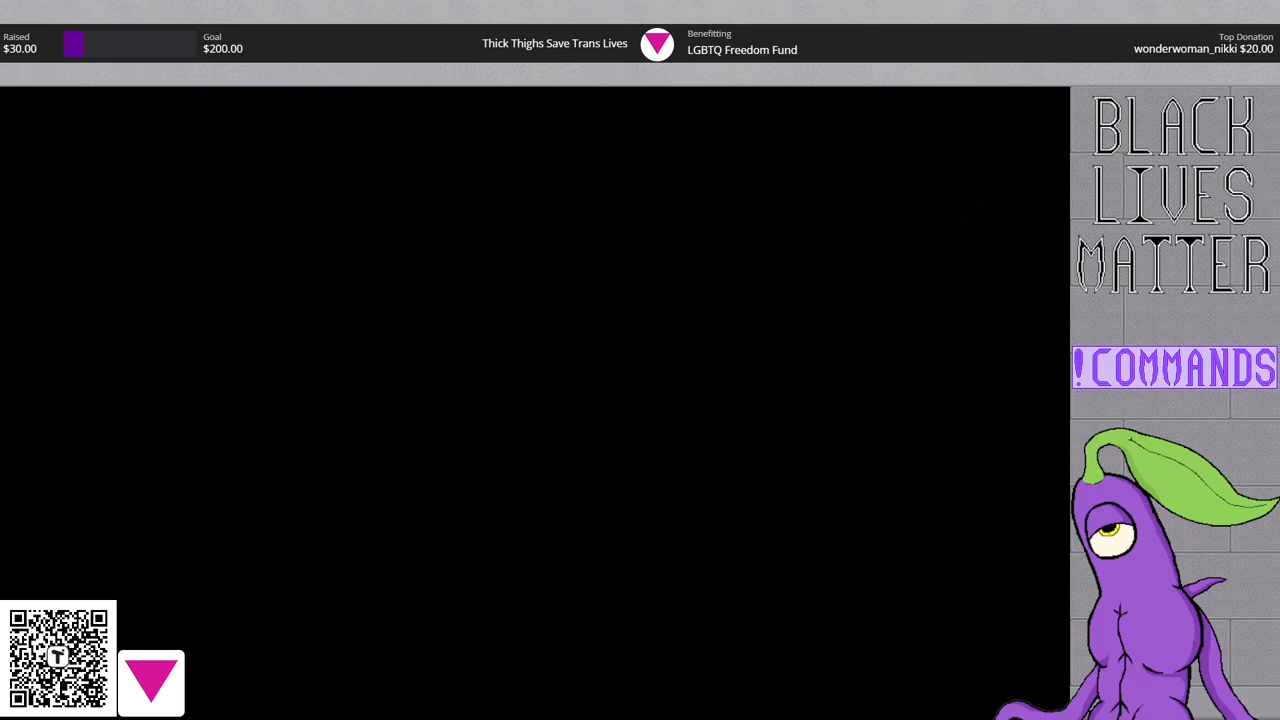 Raised
$30.00
Goal
$200.00
Thick Thighs Save Trans Lives
Benefitting
LGBTQ Freedom Fund
Top Donation
wonderwoman_nikki $20.00
BLACK
LIVES
MATTER
!COMMANDS
T